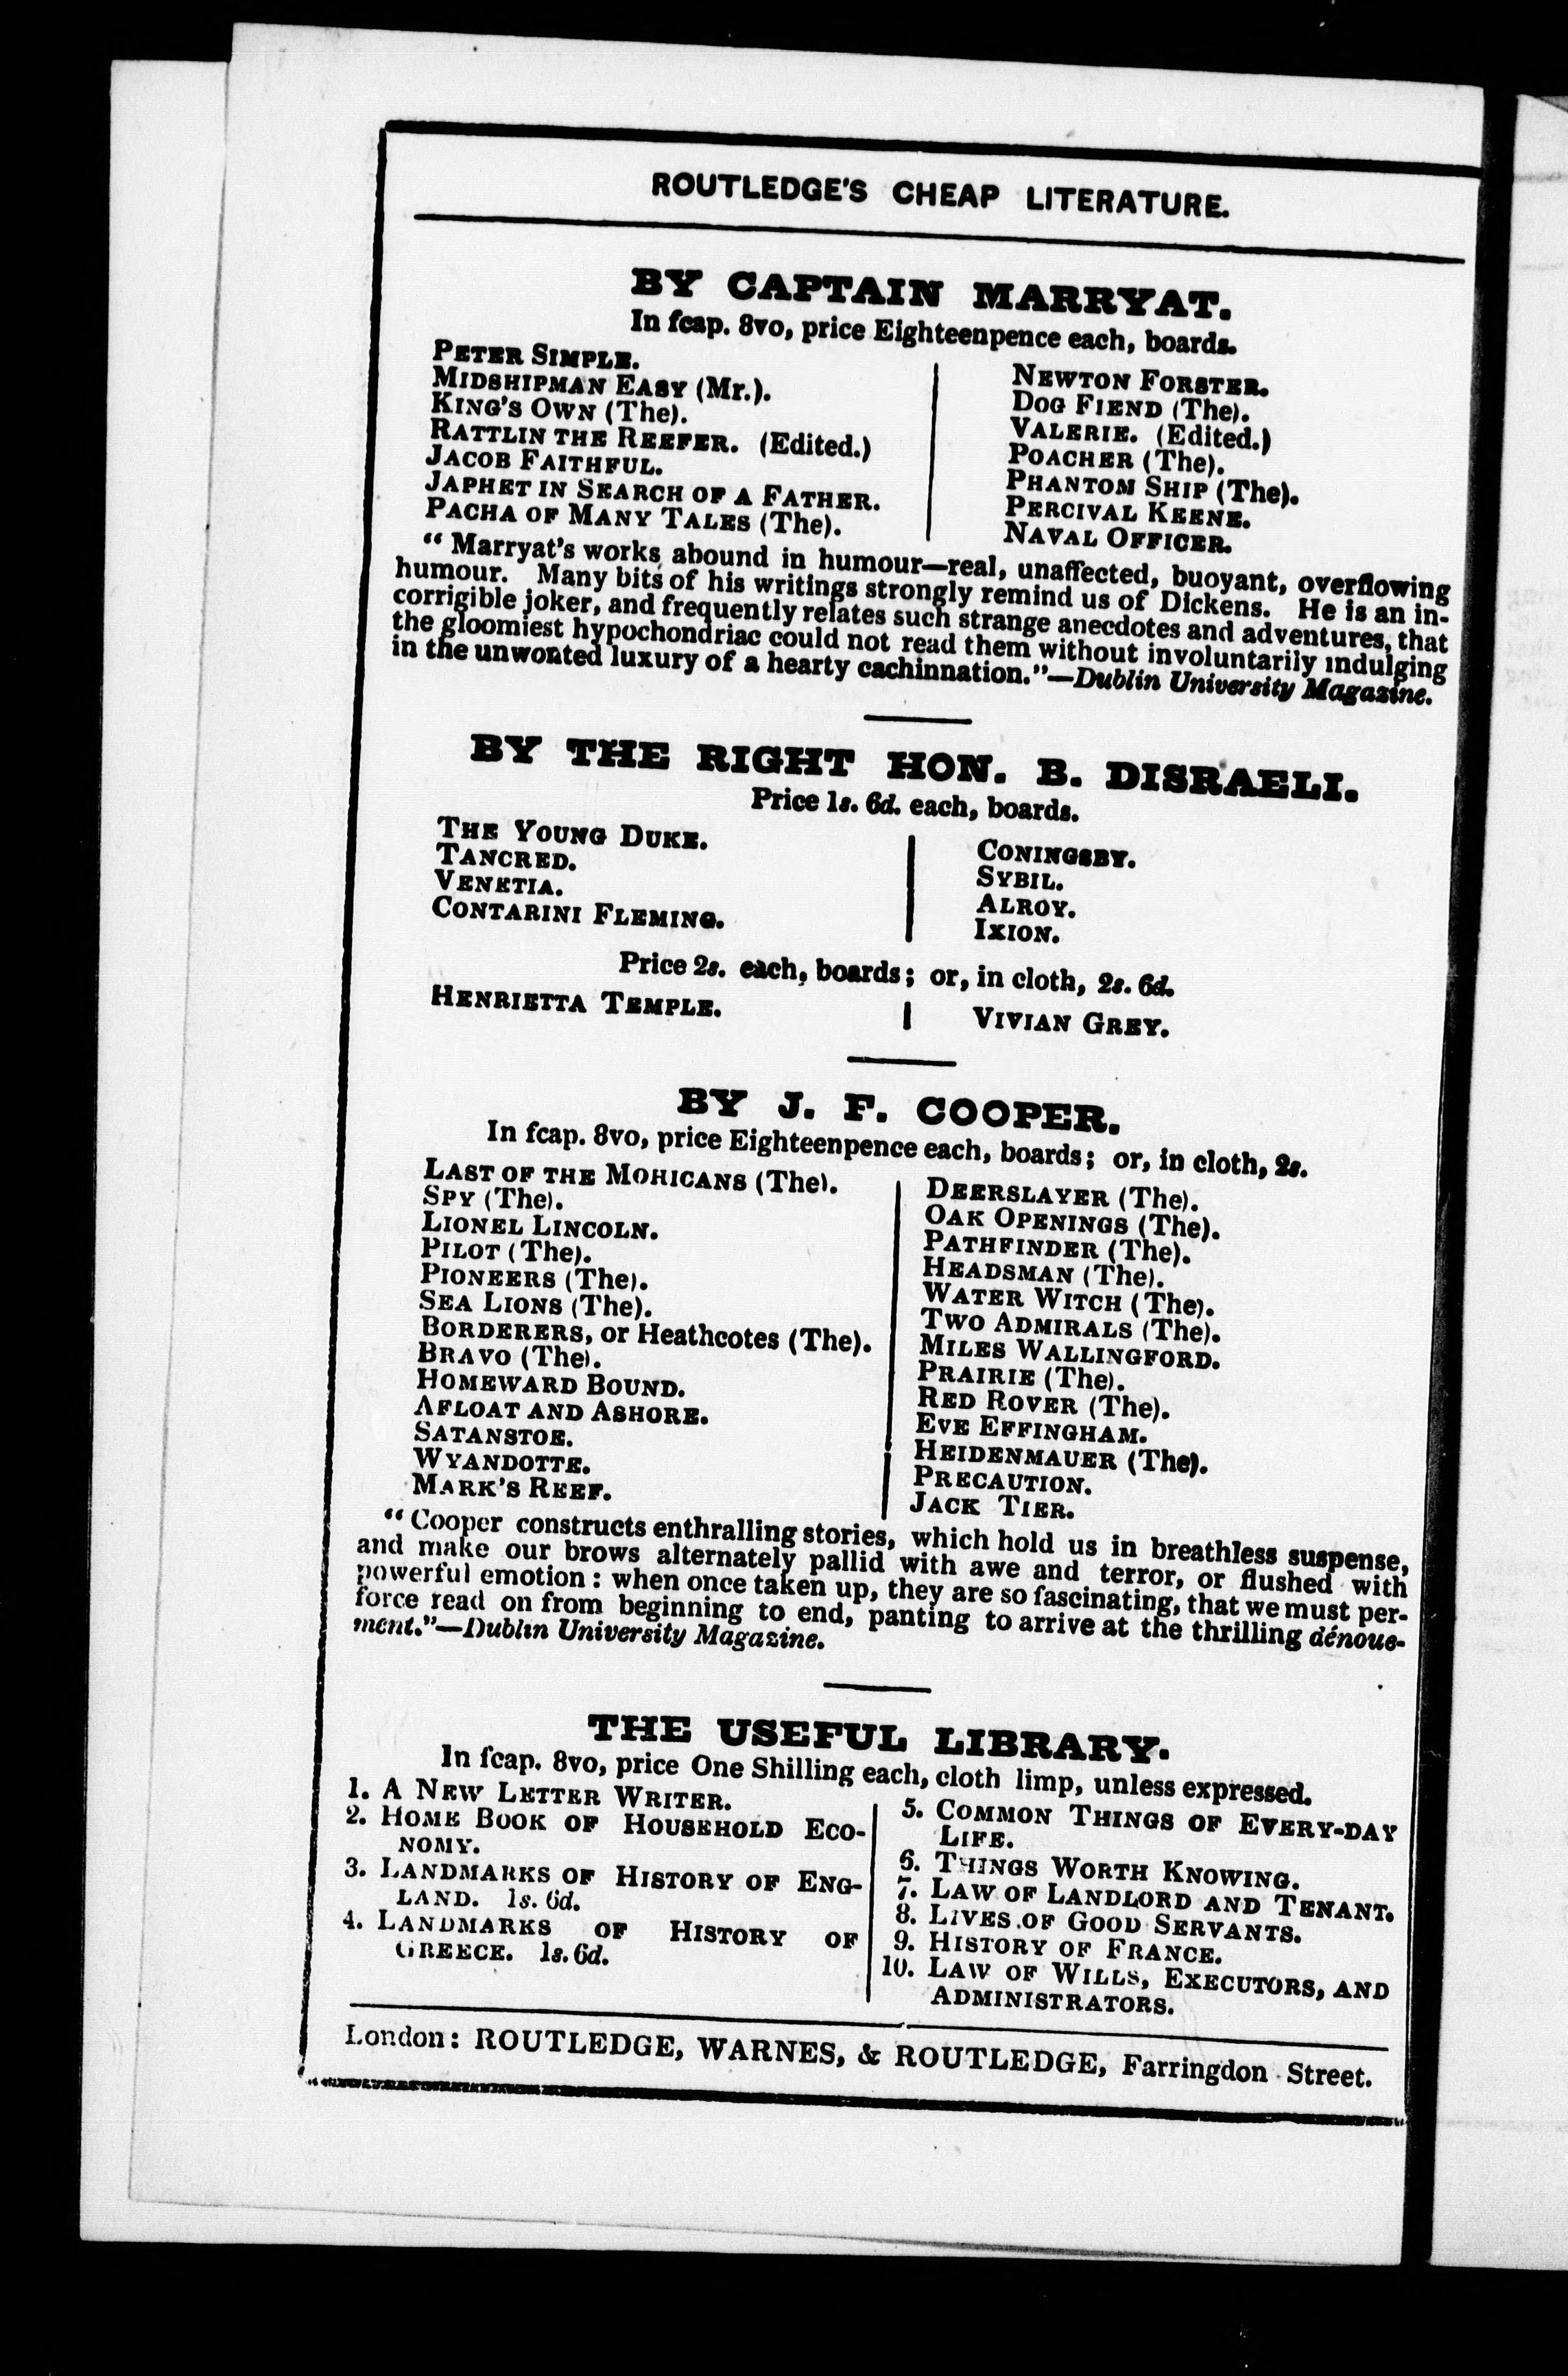 ROUTLEDGE'S CHEAP LITERATURE.
BY CAPTAIN MARRYAT.
In fcap. 8vo, price Eighteenpence each, boards.
PETER SIMPLE.
MIDSHIPMAN EASY (Mr.).
KING'S OWN (The).
RATTLIN THE REEFER. (Edited.)
JACOB FAITHFUL.
JAPHET IN SEARCH OF A FATHER.
PACHA OF MANY TALES (The).
NEWTON FORSTER.
DOG FIEND (The).
VALERIE. (Edited.)
POACHER (The).
PHANTOM SHIP (The).
PERCIVAL KEENE.
NAVAL OFFICER.
"Marryat's works abound in humour—real, unaffected, buoyant, overflowing
humour. Many bits of his writings strongly remind us of Dickens. He is an in-
corrigible joker, and frequently relates such strange anecdotes and adventures, that
the gloomiest hypochondriac could not read them without involuntarily indulging
in the unwonted luxury of a hearty cachinnation."—Dublin University Magazine.
BY THE RIGHT HON. B. DISRAELI.
Price 1s. 6d. each, boards.
THE YOUNG DUKE.
TANCRED.
VENETIA.
CONTARINI FLEMING.
CONINGSBY.
SYBIL.
ALROY.
IXION.
Price 2s. each, boards; or, in cloth, 2s. 6d.
HENRIETTA TEMPLE.
VIVIAN GREY.
BY J. F. COOPER.
In fcap. 8vo, price Eighteenpence each, boards; or, in cloth, 2s.
LAST OF THE MOHICANS (The).
SPY (The).
LIONEL LINCOLN.
PILOT (The).
PIONEERS (The).
SEA LIONS (The).
BORDERERS, or Heathcotes (The).
BRAVO (The).
HOMEWARD BOUND.
AFLOAT AND ASHORE.
SATANSTOE.
WYANDOTTE.
MARK'S REEF.
DEERSLAYER (The).
OAK OPENINGS (The).
PATHFINDER (The).
HEADSMAN (The).
WATER WITCH (The).
TWO ADMIRALS (The).
MILES WALLINGFORD.
PRAIRIE (The).
RED ROVER (The).
EVE EFFINGHAM.
HEIDENMAUER (The).
PRECAUTION.
JACK TIER.
"Cooper constructs enthralling stories, which hold us in breathless suspense,
and make our brows alternately pallid with awe and terror, or flushed with
powerful emotion: when once taken up, they are so fascinating, that we must per-
force read on from beginning to end, panting to arrive at the thrilling dénoue-
ment."—Dublin University Magazine.
THE USEFUL LIBRARY.
In fcap. 8vo, price One Shilling each, cloth limp, unless expressed.
1. A NEW LETTER WRITER.
2. HOME BOOK OF HOUSEHOLD ECO-
NOMY.
3. LANDMARKS OF HISTORY OF ENG-
LAND. 1s. 6d.
4. LANDMARKS OF HISTORY OF
GREECE. 1s. 6d.
5. COMMON THINGS OF EVERY-DAY
LIFE.
6. THINGS WORTH KNOWING.
7. LAW OF LANDLORD AND TENANT.
8. LIVES OF GOOD SERVANTS.
9. HISTORY OF FRANCE.
10. LAW OF WILLS, EXECUTORS, AND
ADMINISTRATORS.
London: ROUTLEDGE, WARNES, & ROUTLEDGE, Farringdon Street.